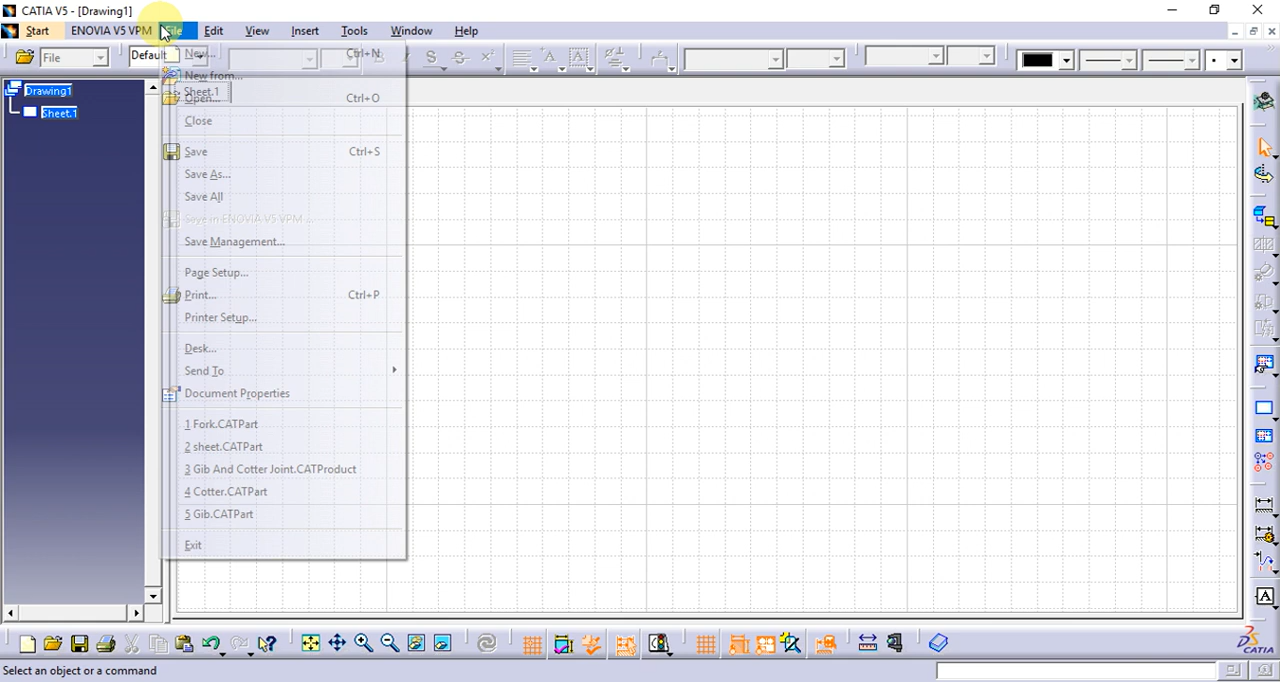 CATIA V5 - [Drawing1]
Start ENOVIA V5 VPM File Edit View Insert Tools Window Help
File
Defau
Drawing1
Sheet.1
Sheet.1
New... Ctrl+N
New from...
Open... Ctrl+O
Close
Save Ctrl+S
Save As...
Save All
Save in ENOVIA V5 VPM ...
Save Management...
Page Setup...
Print... Ctrl+P
Printer Setup...
Desk...
Send To
Document Properties
1 Fork.CATPart
2 sheet.CATPart
3 Gib And Cotter Joint.CATProduct
4 Cotter.CATPart
5 Gib.CATPart
Exit
CATIA
Select an object or a command